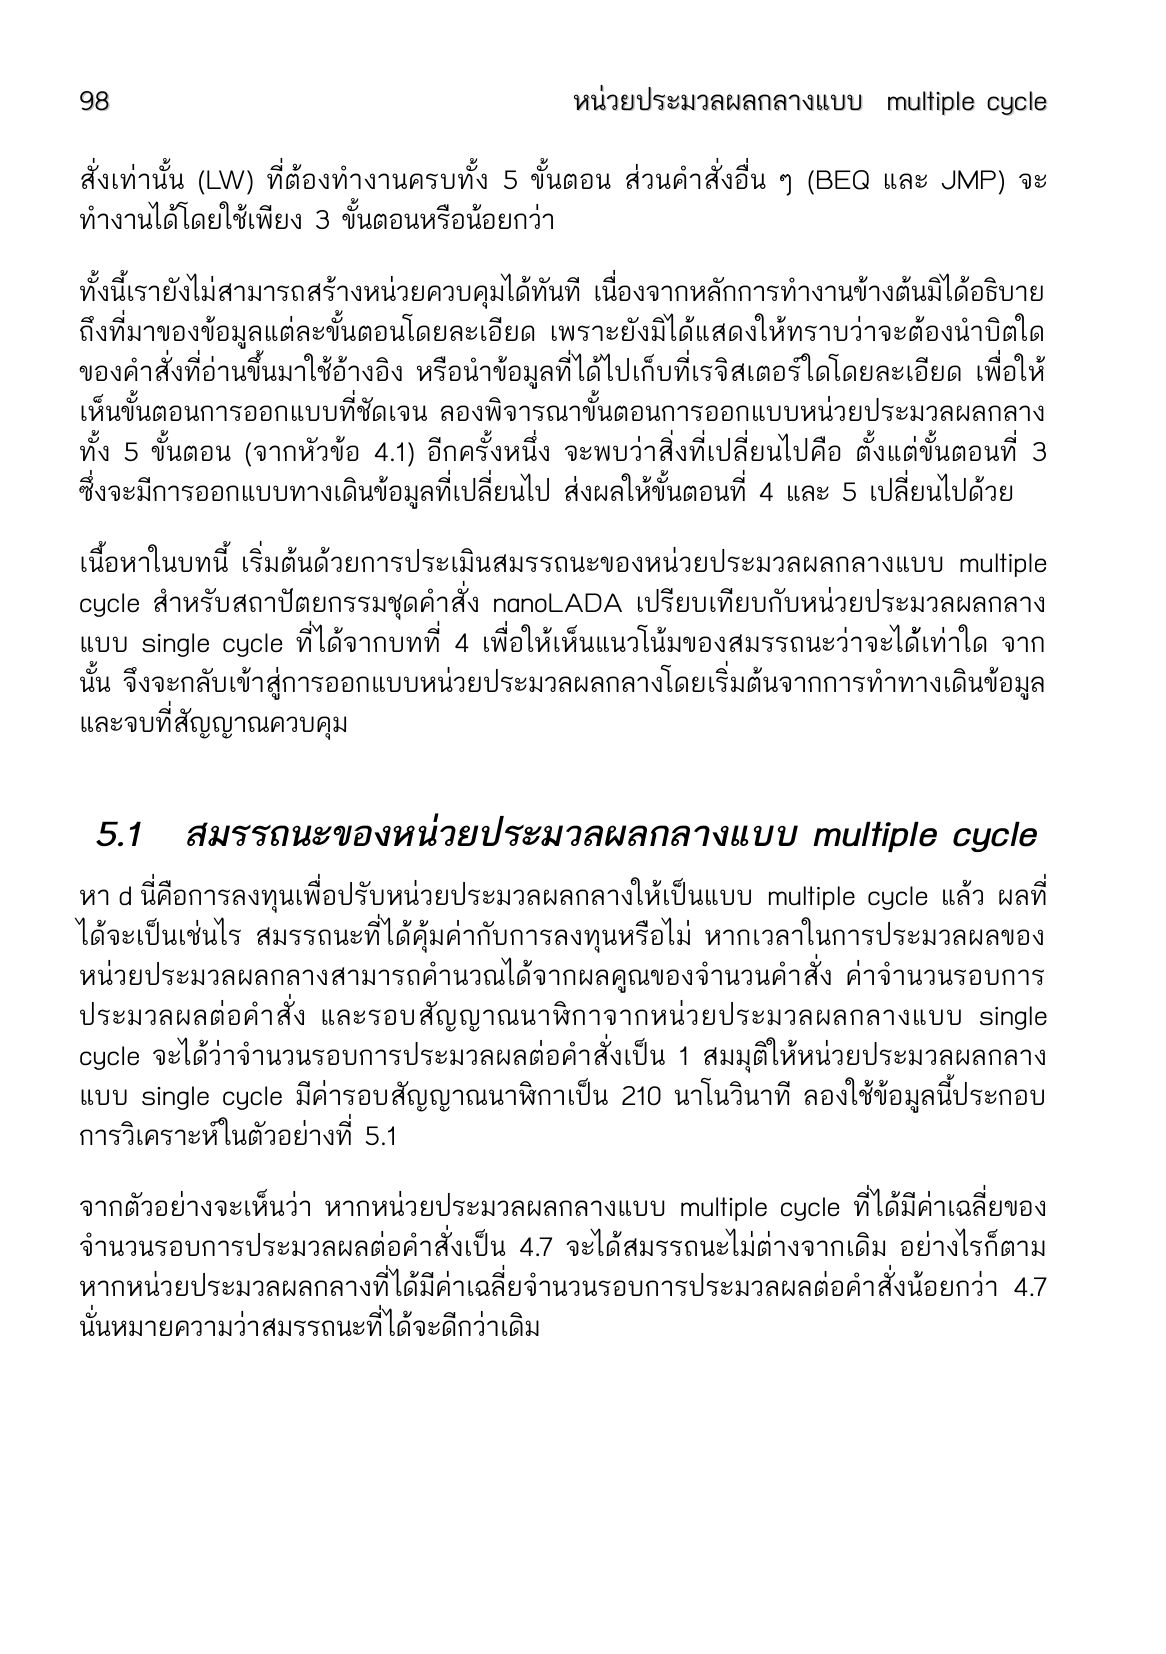 98 หน่วยประมวลผลกลางแบบ multiple cycle
สั่งเท่านั้น (LW) ที่ต้องทำงานครบทั้ง 5 ขั้นตอน ส่วนคำสั่งอื่น ๆ (BEQ และ JMP) จะ
ทำงานได้โดยใช้เพียง 3 ขั้นตอนหรือน้อยกว่า
ทั้งนี้เรายังไม่สามารถสร้างหน่วยควบคุมได้ทันที เนื่องจากหลักการทำงานข้างต้นมิได้อธิบาย
ถึงที่มาของข้อมูลแต่ละขั้นตอนโดยละเอียด เพราะยังมิได้แสดงให้ทราบว่าจะต้องนำบิตใด
ของคำสั่งที่อ่านขึ้นมาใช้อ้างอิง หรือนำข้อมูลที่ได้ไปเก็บที่เรจิสเตอร์ใดโดยละเอียด เพื่อให้
เห็นขั้นตอนการออกแบบที่ชัดเจน ลองพิจารณาขั้นตอนการออกแบบหน่วยประมวลผลกลาง
ทั้ง 5 ขั้นตอน (จากหัวข้อ 4.1) อีกครั้งหนึ่ง จะพบว่าสิ่งที่เปลี่ยนไปคือ ตั้งแต่ขั้นตอนที่ 3
ซึ่งจะมีการออกแบบทางเดินข้อมูลที่เปลี่ยนไป ส่งผลให้ขั้นตอนที่ 4 และ 5 เปลี่ยนไปด้วย
เนื้อหาในบทนี้ เริ่มต้นด้วยการประเมินสมรรถนะของหน่วยประมวลผลกลางแบบ multiple
cycle สำหรับสถาปัตยกรรมชุดคำสั่ง nanoLADA เปรียบเทียบกับหน่วยประมวลผลกลาง
แบบ single cycle ที่ได้จากบทที่ 4 เพื่อให้เห็นแนวโน้มของสมรรถนะว่าจะได้เท่าใด จาก
นั้น จึงจะกลับเข้าสู่การออกแบบหน่วยประมวลผลกลางโดยเริ่มต้นจากการทำทางเดินข้อมูล
และจบที่สัญญาณควบคุม
5.1 สมรรถนะของหน่วยประมวลผลกลางแบบ multiple cycle
หา d นี่คือการลงทุนเพื่อปรับหน่วยประมวลผลกลางให้เป็นแบบ multiple cycle แล้ว ผลที่
ได้จะเป็นเช่นไร สมรรถนะที่ได้คุ้มค่ากับการลงทุนหรือไม่ หากเวลาในการประมวลผลของ
หน่วยประมวลผลกลางสามารถคำนวณได้จากผลคูณของจำนวนคำสั่ง ค่าจำนวนรอบการ
ประมวลผลต่อคำสั่ง และรอบสัญญาณนาฬิกาจากหน่วยประมวลผลกลางแบบ single
cycle จะได้ว่าจำนวนรอบการประมวลผลต่อคำสั่งเป็น 1 สมมุติให้หน่วยประมวลผลกลาง
แบบ single cycle มีค่ารอบสัญญาณนาฬิกาเป็น 210 นาโนวินาที ลองใช้ข้อมูลนี้ประกอบ
การวิเคราะห์ในตัวอย่างที่ 5.1
จากตัวอย่างจะเห็นว่า หากหน่วยประมวลผลกลางแบบ multiple cycle ที่ได้มีค่าเฉลี่ยของ
จำนวนรอบการประมวลผลต่อคำสั่งเป็น 4.7 จะได้สมรรถนะไม่ต่างจากเดิม อย่างไรก็ตาม
หากหน่วยประมวลผลกลางที่ได้มีค่าเฉลี่ยจำนวนรอบการประมวลผลต่อคำสั่งน้อยกว่า 4.7
นั่นหมายความว่าสมรรถนะที่ได้จะดีกว่าเดิม